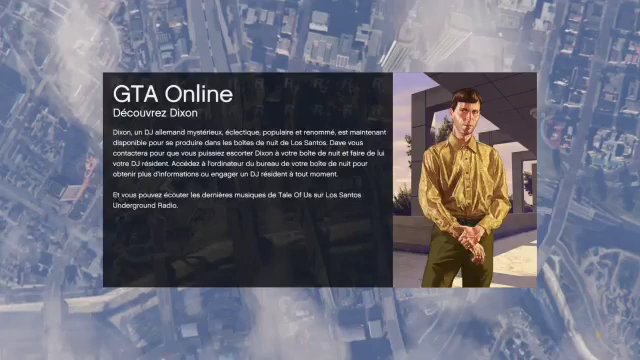 GTA Online
Découvrez Dixon
Dixon, un DJ allemand mystérieux, éclectique, populaire et renommé, est maintenant
disponible pour se produire dans les boîtes de nuit de Los Santos. Dave vous
contactera pour que vous puissiez escorter Dixon à votre boîte de nuit et faire de lui
votre DJ résident. Accédez à l'ordinateur du bureau de votre boîte de nuit pour
obtenir plus d'informations ou engager un DJ résident à tout moment.
Et vous pouvez écouter les dernières musiques de Tale Of Us sur Los Santos
Underground Radio.